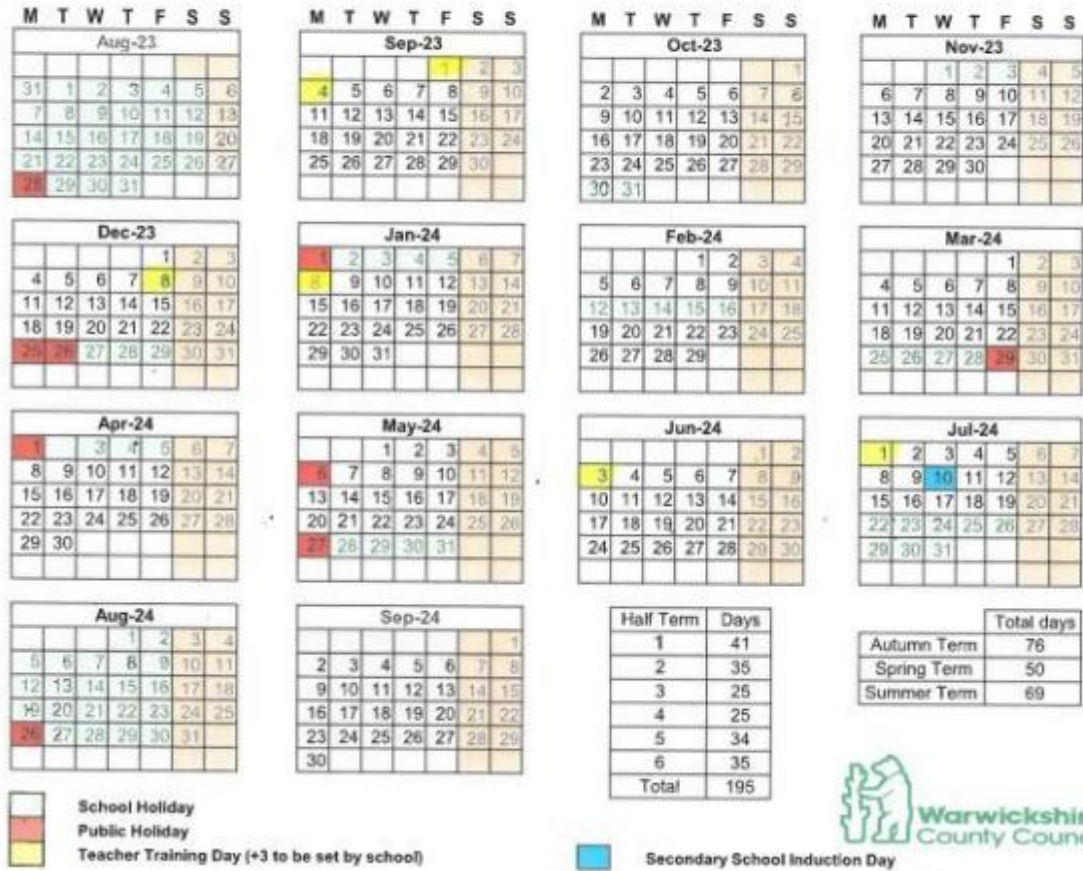 M T W T F S S
Aug-23
31 1 2 3 4 5 6
7 8 9 10 11 12 13
14 15 16 17 18 19 20
21 22 23 24 25 26 27
28 29 30 31
M T W T F S S
Sep-23
1 2 3
4 5 6 7 8 9 10
11 12 13 14 15 16 17
18 19 20 21 22 23 24
25 26 27 28 29 30
M T W T F S S
Oct-23
1
2 3 4 5 6 7 8
9 10 11 12 13 14 15
16 17 18 19 20 21 22
23 24 25 26 27 28 29
30 31
M T W T F S S
Nov-23
1 2 3 4 5
6 7 8 9 10 11 12
13 14 15 16 17 18 19
20 21 22 23 24 25 26
27 28 29 30
Dec-23
1 2 3
4 5 6 7 8 9 10
11 12 13 14 15 16 17
18 19 20 21 22 23 24
25 26 27 28 29 30 31
Jan-24
1 2 3 4 5 6 7
8 9 10 11 12 13 14
15 16 17 18 19 20 21
22 23 24 25 26 27 28
29 30 31
Feb-24
1 2 3 4
5 6 7 8 9 10 11
12 13 14 15 16 17 18
19 20 21 22 23 24 25
26 27 28 29
Mar-24
1 2 3
4 5 6 7 8 9 10
11 12 13 14 15 16 17
18 19 20 21 22 23 24
25 26 27 28 29 30 31
Apr-24
1 3 4 5 6 7
8 9 10 11 12 13 14
15 16 17 18 19 20 21
22 23 24 25 26 27 28
29 30
May-24
1 2 3 4 5
6 7 8 9 10 11 12
13 14 15 16 17 18 19
20 21 22 23 24 25 26
27 28 29 30 31
Jun-24
1 2
3 4 5 6 7 8 9
10 11 12 13 14 15 16
17 18 19 20 21 22 23
24 25 26 27 28 29 30
Jul-24
1 2 3 4 5 6 7
8 9 10 11 12 13 14
15 16 17 18 19 20 21
22 23 24 25 26 27 28
29 30 31
Aug-24
1 2 3 4
5 6 7 8 9 10 11
12 13 14 15 16 17 18
19 20 21 22 23 24 25
26 27 28 29 30 31
Sep-24
1
2 3 4 5 6 7 8
9 10 11 12 13 14 15
16 17 18 19 20 21 22
23 24 25 26 27 28 29
30
Half Term Days
1 41
2 35
3 25
4 25
5 34
6 35
Total 195
Total days
Autumn Term 76
Spring Term 50
Summer Term 69
School Holiday
Public Holiday
Teacher Training Day (+3 to be set by school)
Secondary School Induction Day
Warwickshir
County Counc